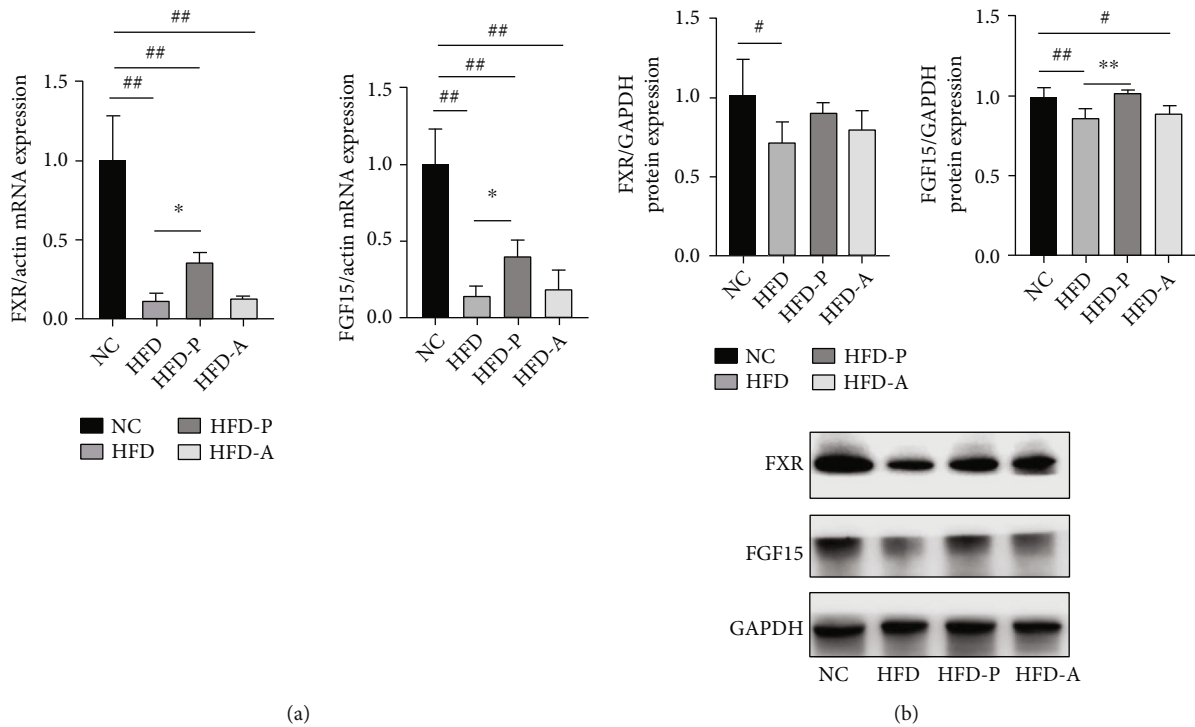 ##
##
##
FXR/actin mRNA expression
1.5
1.0
0.5
0.0
*
NC
HFD
HFD-P
HFD-A
##
##
##
FGF15/actin mRNA expression
1.5
1.0
0.5
0.0
*
NC
HFD
HFD-P
HFD-A
NC
HFD-P
HFD
HFD-A
(a)
FXR/GAPDH
protein expression
1.5
1.0
0.5
0.0
#
NC
HFD
HFD-P
HFD-A
FGF15/GAPDH
protein expression
1.5
1.0
0.5
0.0
#
##
**
NC
HFD
HFD-P
HFD-A
NC
HFD-P
HFD
HFD-A
FXR
FGF15
GAPDH
NC HFD HFD-P HFD-A
(b)